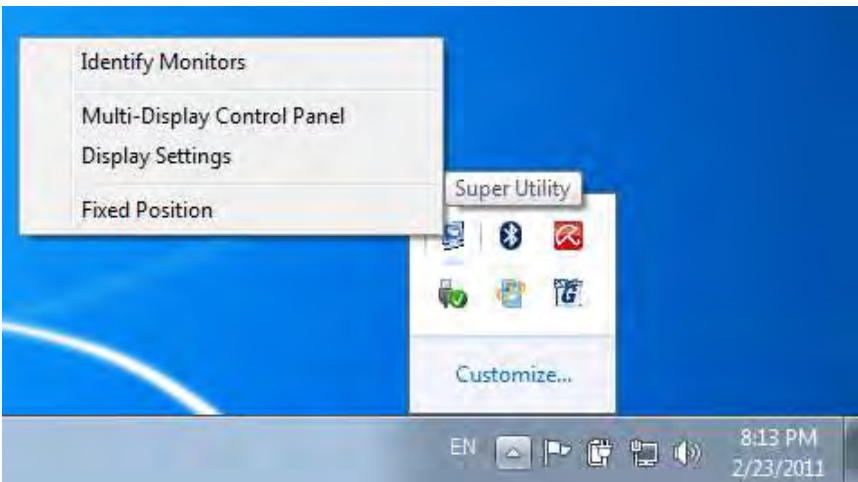 Identify Monitors
Multi-Display Control Panel
Display Settings
Fixed Position
Super Utility
G
Customize...
EN
8:13 PM
2/23/2011